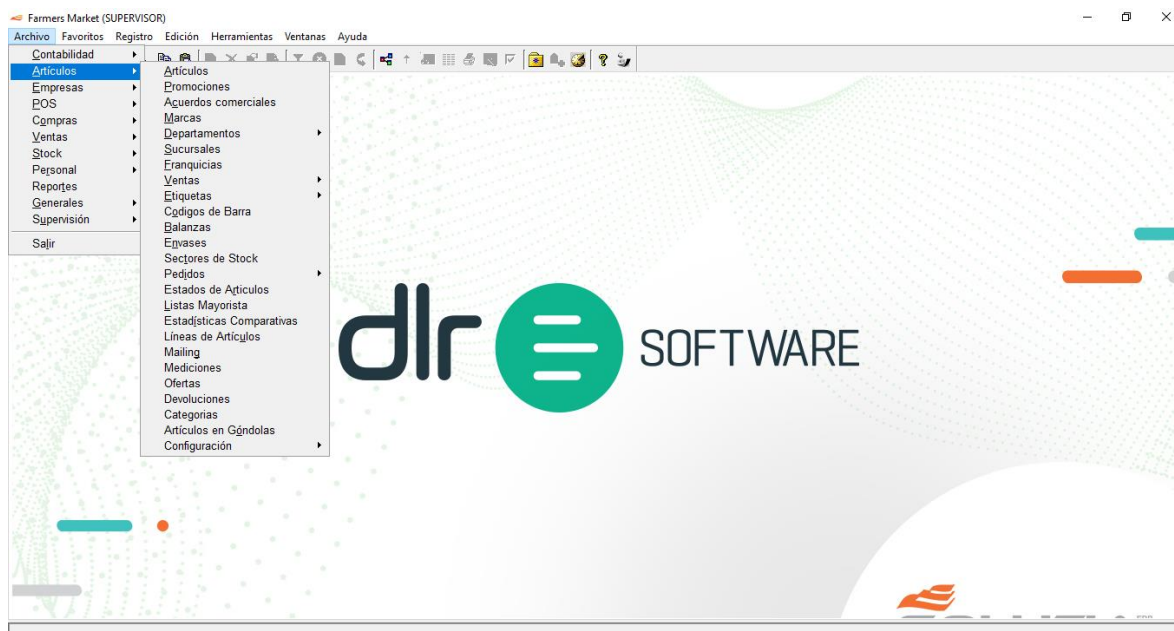 Farmers Market (SUPERVISOR)
Archivo Favoritos Registro Edición Herramientas Ventanas Ayuda
Contabilidad
Artículos
Empresas
POS
Compras
Ventas
Stock
Personal
Reportes
Generales
Supervisión
Salir
Artículos
Promociones
Acuerdos comerciales
Marcas
Departamentos
Sucursales
Franquicias
Ventas
Etiquetas
Codigos de Barra
Balanzas
Envases
Sectores de Stock
Pedidos
Estados de Articulos
Listas Mayorista
Estadísticas Comparativas
Líneas de Artículos
Mailing
Mediciones
Ofertas
Devoluciones
Categorias
Artículos en Góndolas
Configuración
dlr SOFTWARE